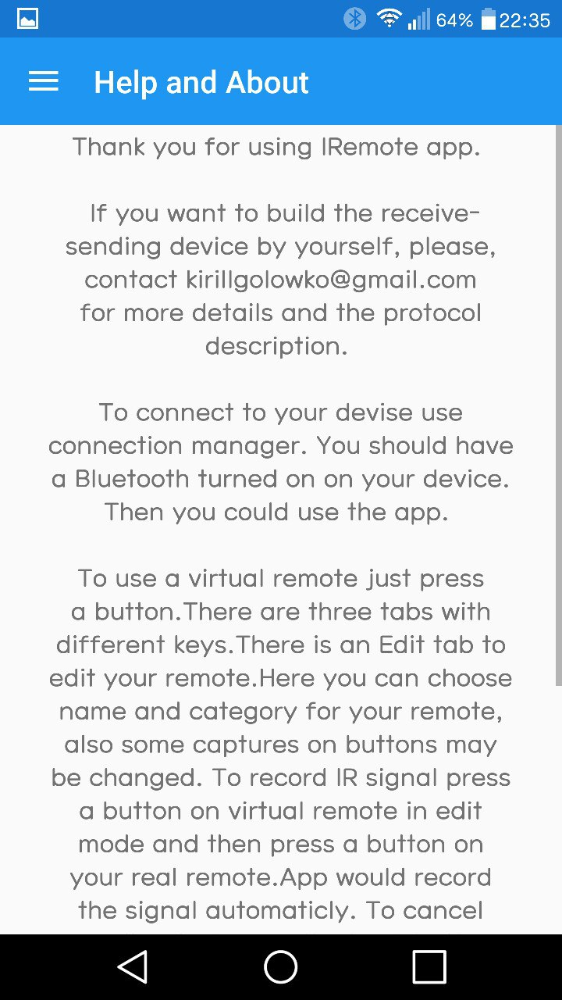 64% 22:35
Help and About
Thank you for using IRemote app.
If you want to build the receive-
sending device by yourself, please,
contact kirillgolowko@gmail.com
for more details and the protocol
description.
To connect to your devise use
connection manager. You should have
a Bluetooth turned on on your device.
Then you could use the app.
To use a virtual remote just press
a button.There are three tabs with
different keys.There is an Edit tab to
edit your remote.Here you can choose
name and category for your remote,
also some captures on buttons may
be changed. To record IR signal press
a button on virtual remote in edit
mode and then press a button on
your real remote.App would record
the signal automaticly. To cancel